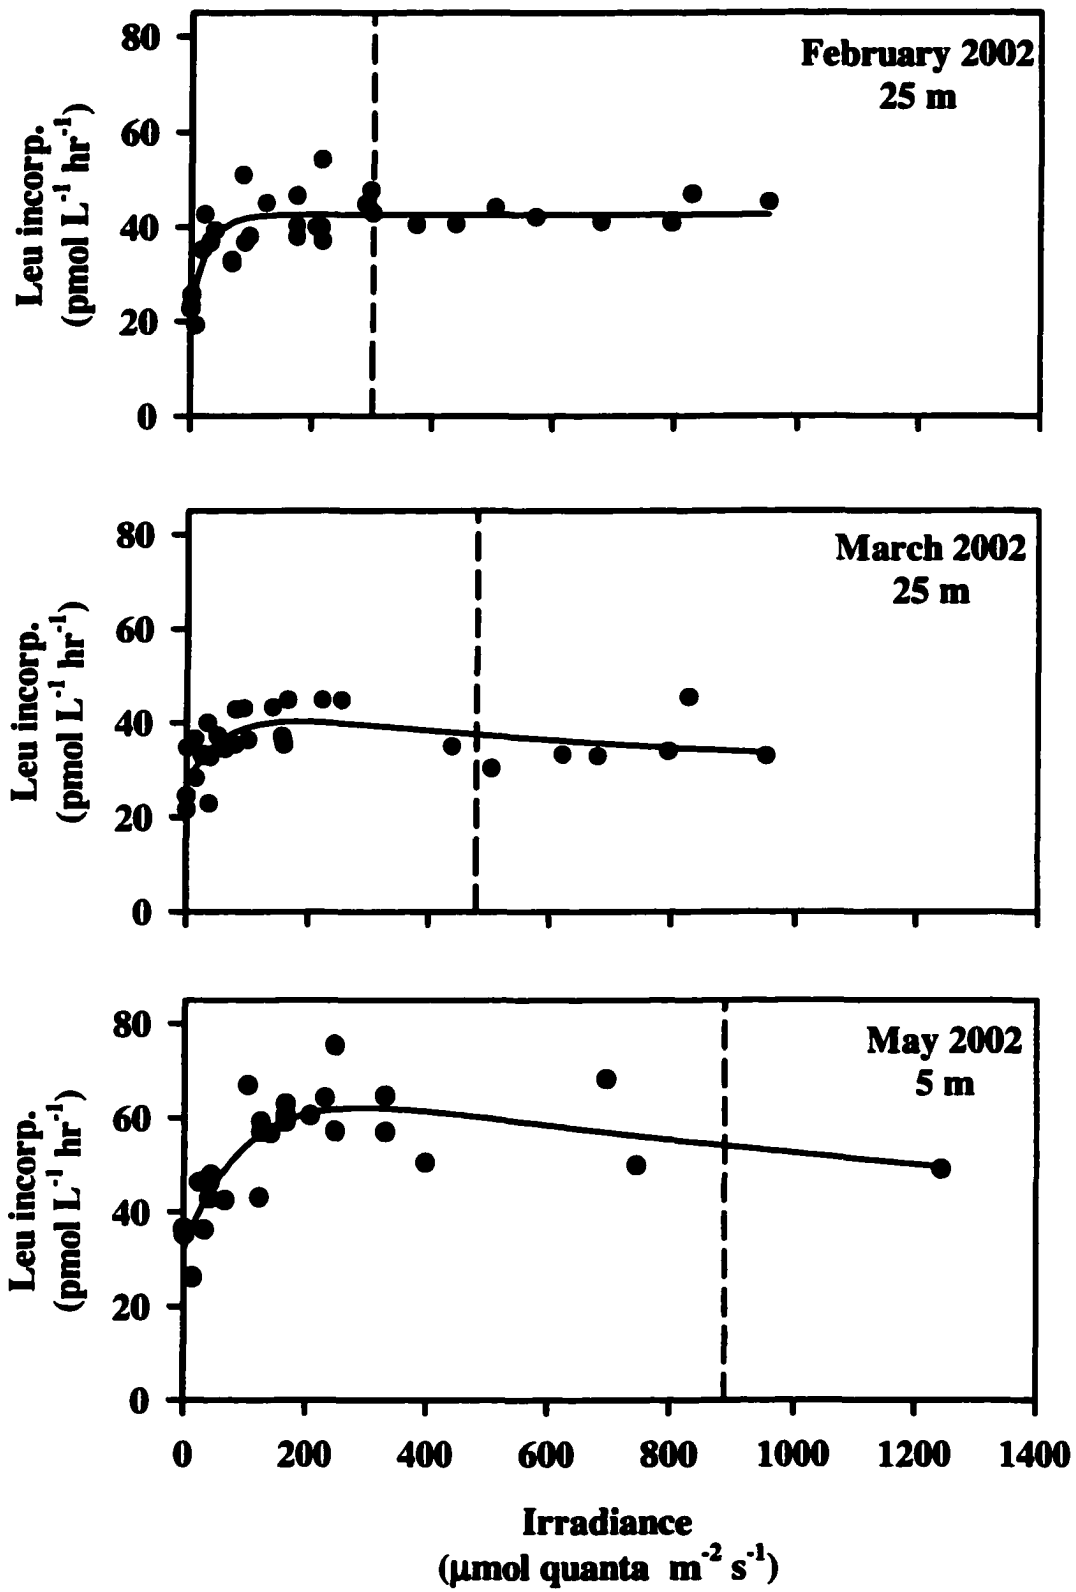 February 2002
25 m
80
60
40
20
0
Leu incorp.
(pmol L⁻¹ hr⁻¹)
March 2002
25 m
80
60
40
20
0
Leu incorp.
(pmol L⁻¹ hr⁻¹)
May 2002
5 m
80
60
40
20
0
Leu incorp.
(pmol L⁻¹ hr⁻¹)
0 200 400 600 800 1000 1200 1400
Irradiance
(μmol quanta m⁻² s⁻¹)